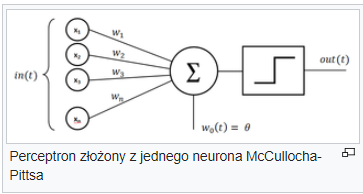 x₁
w₁
x₂
w₂
in(t)
x₃
w₃
Σ
out(t)
xₙ
wₙ
w₀(t) = θ
Perceptron złożony z jednego neurona McCullocha-
Pittsa